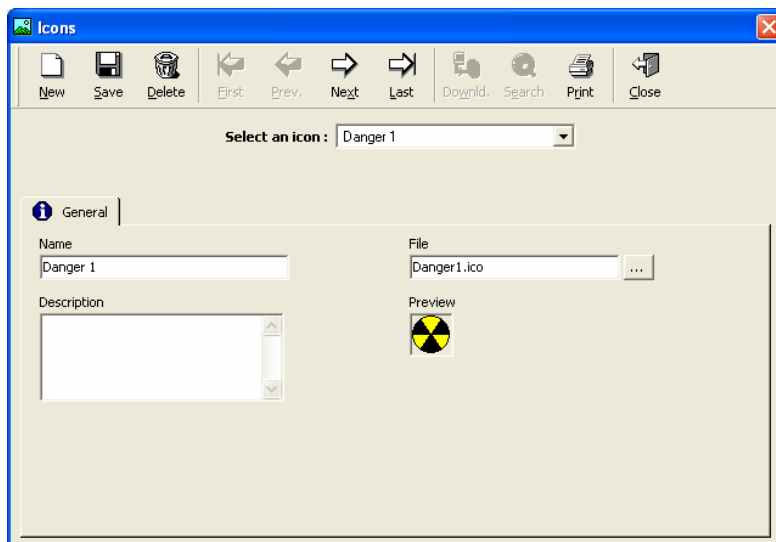 Icons
New Save Delete First Prev. Next Last Downld. Search Print Close
Select an icon : Danger 1
General
Name File
Danger 1 Danger1.ico ...
Description Preview